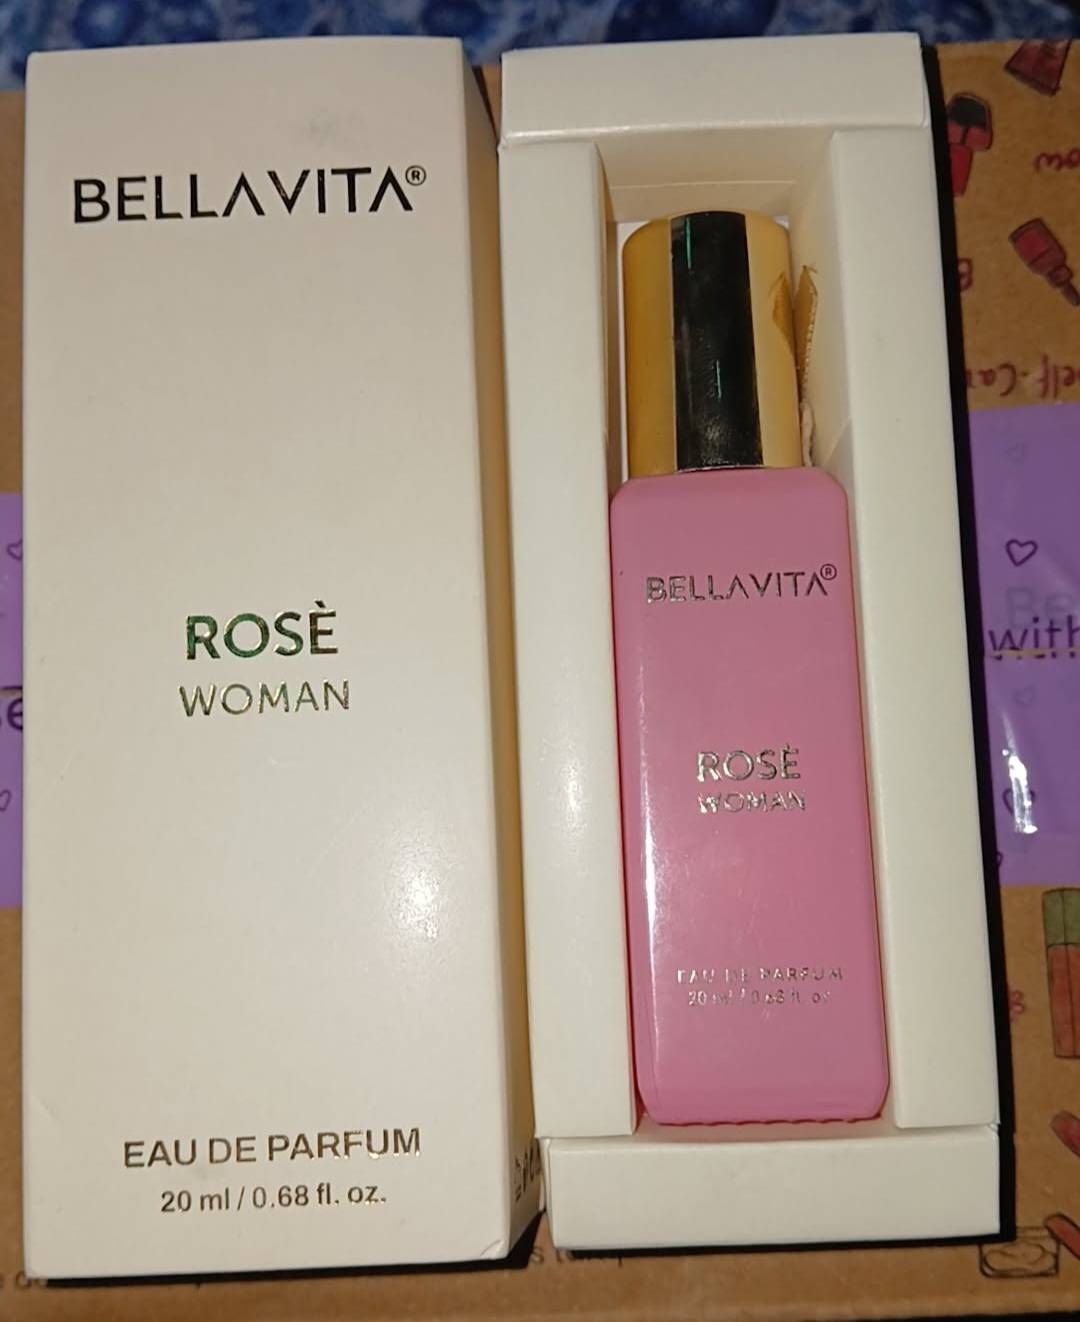 BELLAVITA®
ROSÈ
WOMAN
EAU DE PARFUM
20 ml / 0.68 fl. oz.
BELLAVITA®
ROSÈ
WOMAN
EAU DE PARFUM
20 ml / 0.68 fl. oz
with